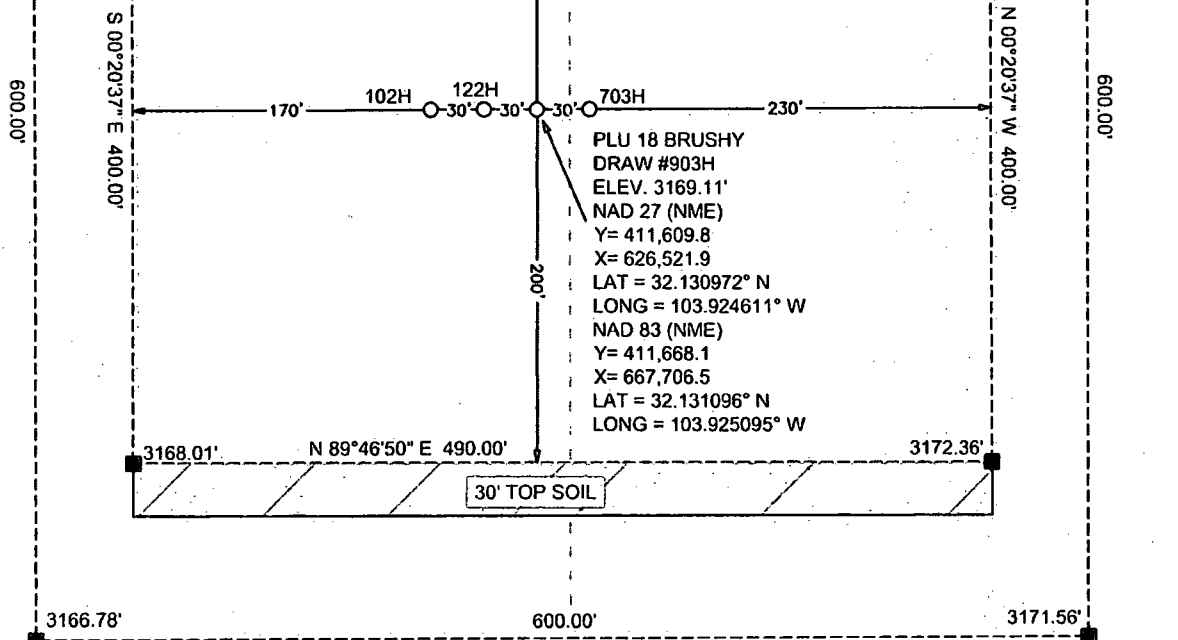 S 00°20'37" E 400.00'
N 00°20'37" W 400.00'
600.00'
600.00'
102H
122H
703H
170'
30'
30'
30'
230'
PLU 18 BRUSHY
DRAW #903H
ELEV. 3169.11'
NAD 27 (NME)
Y= 411,609.8
X= 626,521.9
LAT = 32.130972° N
LONG = 103.924611° W
NAD 83 (NME)
Y= 411,668.1
X= 667,706.5
LAT = 32.131096° N
LONG = 103.925095° W
200'
3168.01'
N 89°46'50" E 490.00'
3172.36'
30' TOP SOIL
3166.78'
600.00'
3171.56'